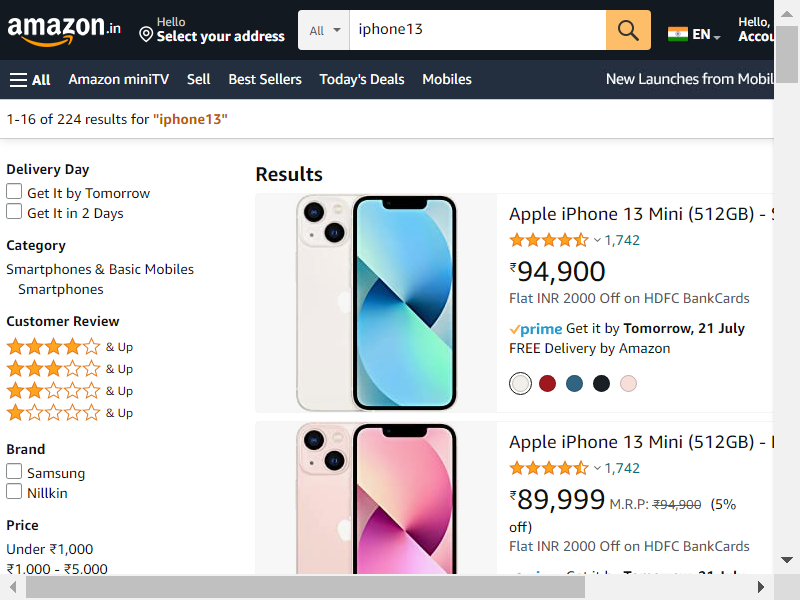 amazon.in
Hello
Select your address
All
iphone13
EN
Hello,
All
Amazon miniTV
Sell
Best Sellers
Today's Deals
Mobiles
New Launches from
1-16 of 224 results for "iphone13"
Delivery Day
Get It by Tomorrow
Get It in 2 Days
Category
Smartphones & Basic Mobiles
Smartphones
Customer Review
& Up
& Up
& Up
& Up
Brand
Samsung
Nillkin
Price
Under ₹1,000
₹1,000 - ₹5,000
Results
Apple iPhone 13 Mini (512GB) -
1,742
₹94,900
Flat INR 2000 Off on HDFC BankCards
prime Get it by Tomorrow, 21 July
FREE Delivery by Amazon
Apple iPhone 13 Mini (512GB) -
1,742
₹89,999 M.R.P: ₹94,900 (5%
off)
Flat INR 2000 Off on HDFC BankCards